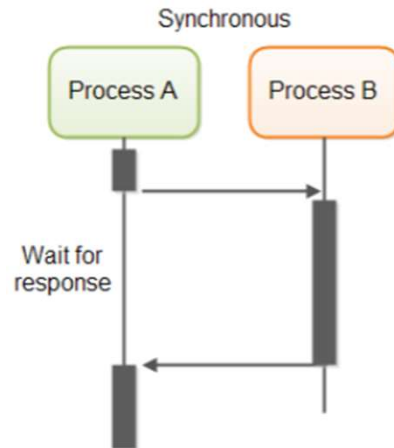 Synchronous
Process A
Process B
Wait for
response